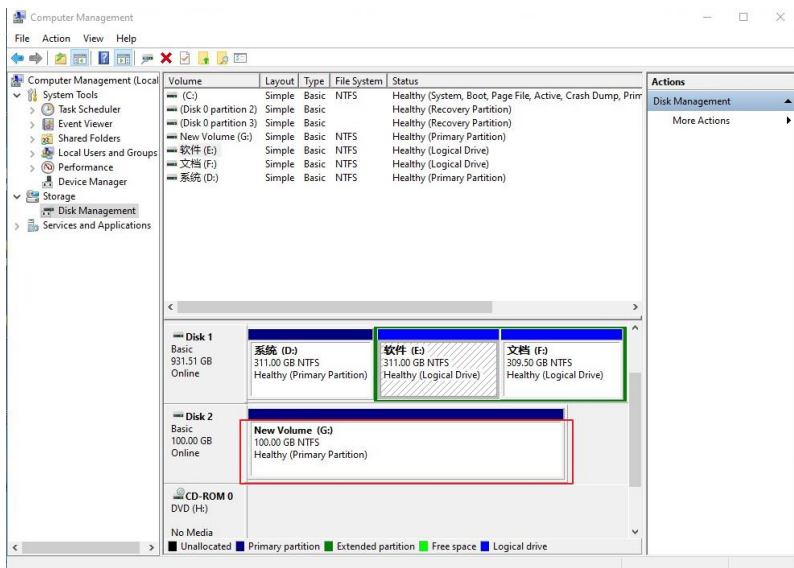 Computer Management
File Action View Help
Computer Management (Local
System Tools
Task Scheduler
Event Viewer
Shared Folders
Local Users and Groups
Performance
Device Manager
Storage
Disk Management
Services and Applications
Volume Layout Type File System Status
(C:) Simple Basic NTFS Healthy (System, Boot, Page File, Active, Crash Dump, Prim
(Disk 0 partition 2) Simple Basic Healthy (Recovery Partition)
(Disk 0 partition 3) Simple Basic Healthy (Recovery Partition)
New Volume (G:) Simple Basic NTFS Healthy (Primary Partition)
软件 (E:) Simple Basic NTFS Healthy (Logical Drive)
文档 (F:) Simple Basic NTFS Healthy (Logical Drive)
系统 (D:) Simple Basic NTFS Healthy (Primary Partition)
Disk 1
Basic
931.51 GB
Online
系统 (D:)
311.00 GB NTFS
Healthy (Primary Partition)
软件 (E:)
311.00 GB NTFS
Healthy (Logical Drive)
文档 (F:)
309.50 GB NTFS
Healthy (Logical Drive)
Disk 2
Basic
100.00 GB
Online
New Volume (G:)
100.00 GB NTFS
Healthy (Primary Partition)
CD-ROM 0
DVD (H:)
No Media
Unallocated Primary partition Extended partition Free space Logical drive
Actions
Disk Management
More Actions